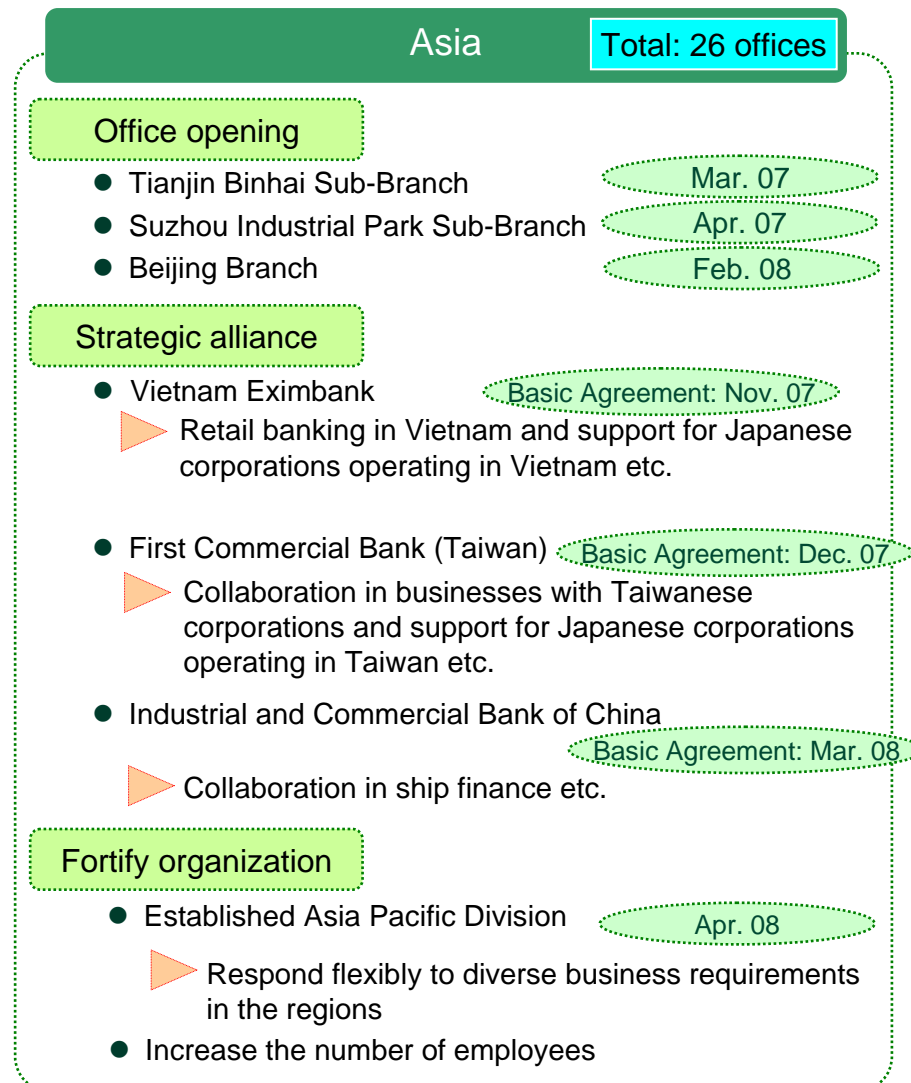 Asia
Total: 26 offices
Office opening
● Tianjin Binhai Sub-Branch
Mar. 07
● Suzhou Industrial Park Sub-Branch
Apr. 07
● Beijing Branch
Feb. 08
Strategic alliance
● Vietnam Eximbank
Basic Agreement: Nov. 07
Retail banking in Vietnam and support for Japanese
corporations operating in Vietnam etc.
● First Commercial Bank (Taiwan)
Basic Agreement: Dec. 07
Collaboration in businesses with Taiwanese
corporations and support for Japanese corporations
operating in Taiwan etc.
● Industrial and Commercial Bank of China
Basic Agreement: Mar. 08
Collaboration in ship finance etc.
Fortify organization
● Established Asia Pacific Division
Apr. 08
Respond flexibly to diverse business requirements
in the regions
● Increase the number of employees